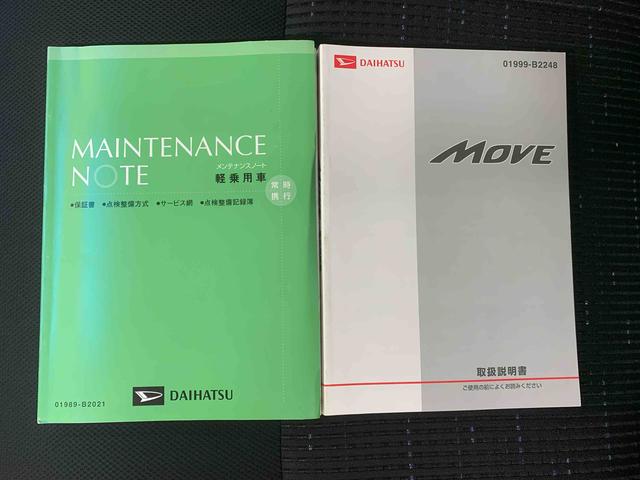 MAINTENANCE
NOTE
メンテナンスノート
軽乗用車
常時
携行
●保証書 ●点検整備方式 ●サービス網 ●点検整備記録簿
DAIHATSU
01989-B2021
DAIHATSU
01999-B2248
MOVE
取扱説明書
ご使用の前によくお読みください